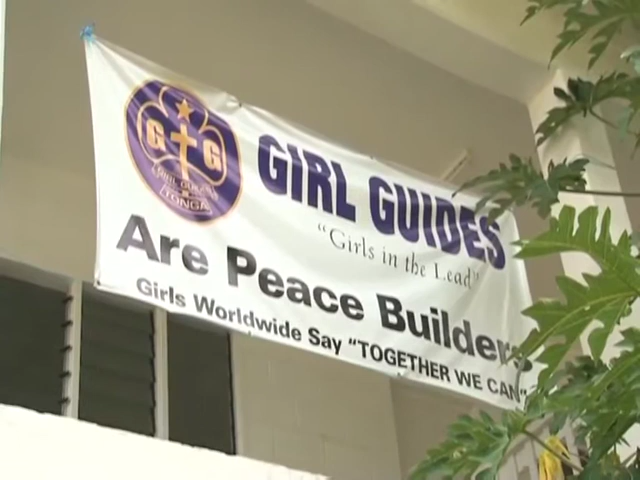 G G
GIRL GUIDES
TONGA
GIRL GUIDES
"Girls in the Lead"
Are Peace Builders
Girls Worldwide Say "TOGETHER WE CAN"